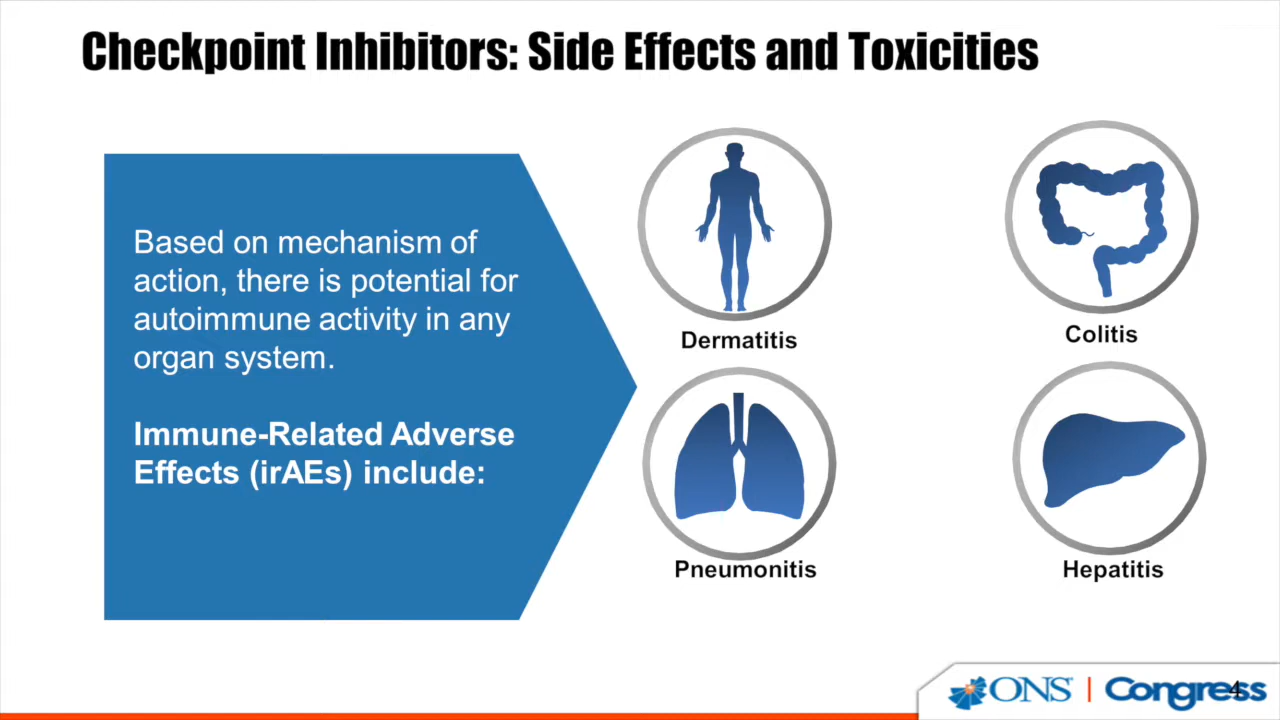 Checkpoint Inhibitors: Side Effects and Toxicities
Based on mechanism of
action, there is potential for
autoimmune activity in any
organ system.
Immune-Related Adverse
Effects (irAEs) include:
Dermatitis
Colitis
Pneumonitis
Hepatitis
ONS | Congress
4